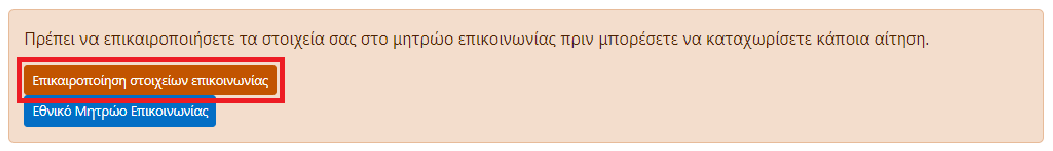 Πρέπει να επικαιροποιήσετε τα στοιχεία σας στο μητρώο επικοινωνίας πριν μπορέσετε να καταχωρίσετε κάποια αίτηση.
Επικαιροποίηση στοιχείων επικοινωνίας
Εθνικό Μητρώο Επικοινωνίας